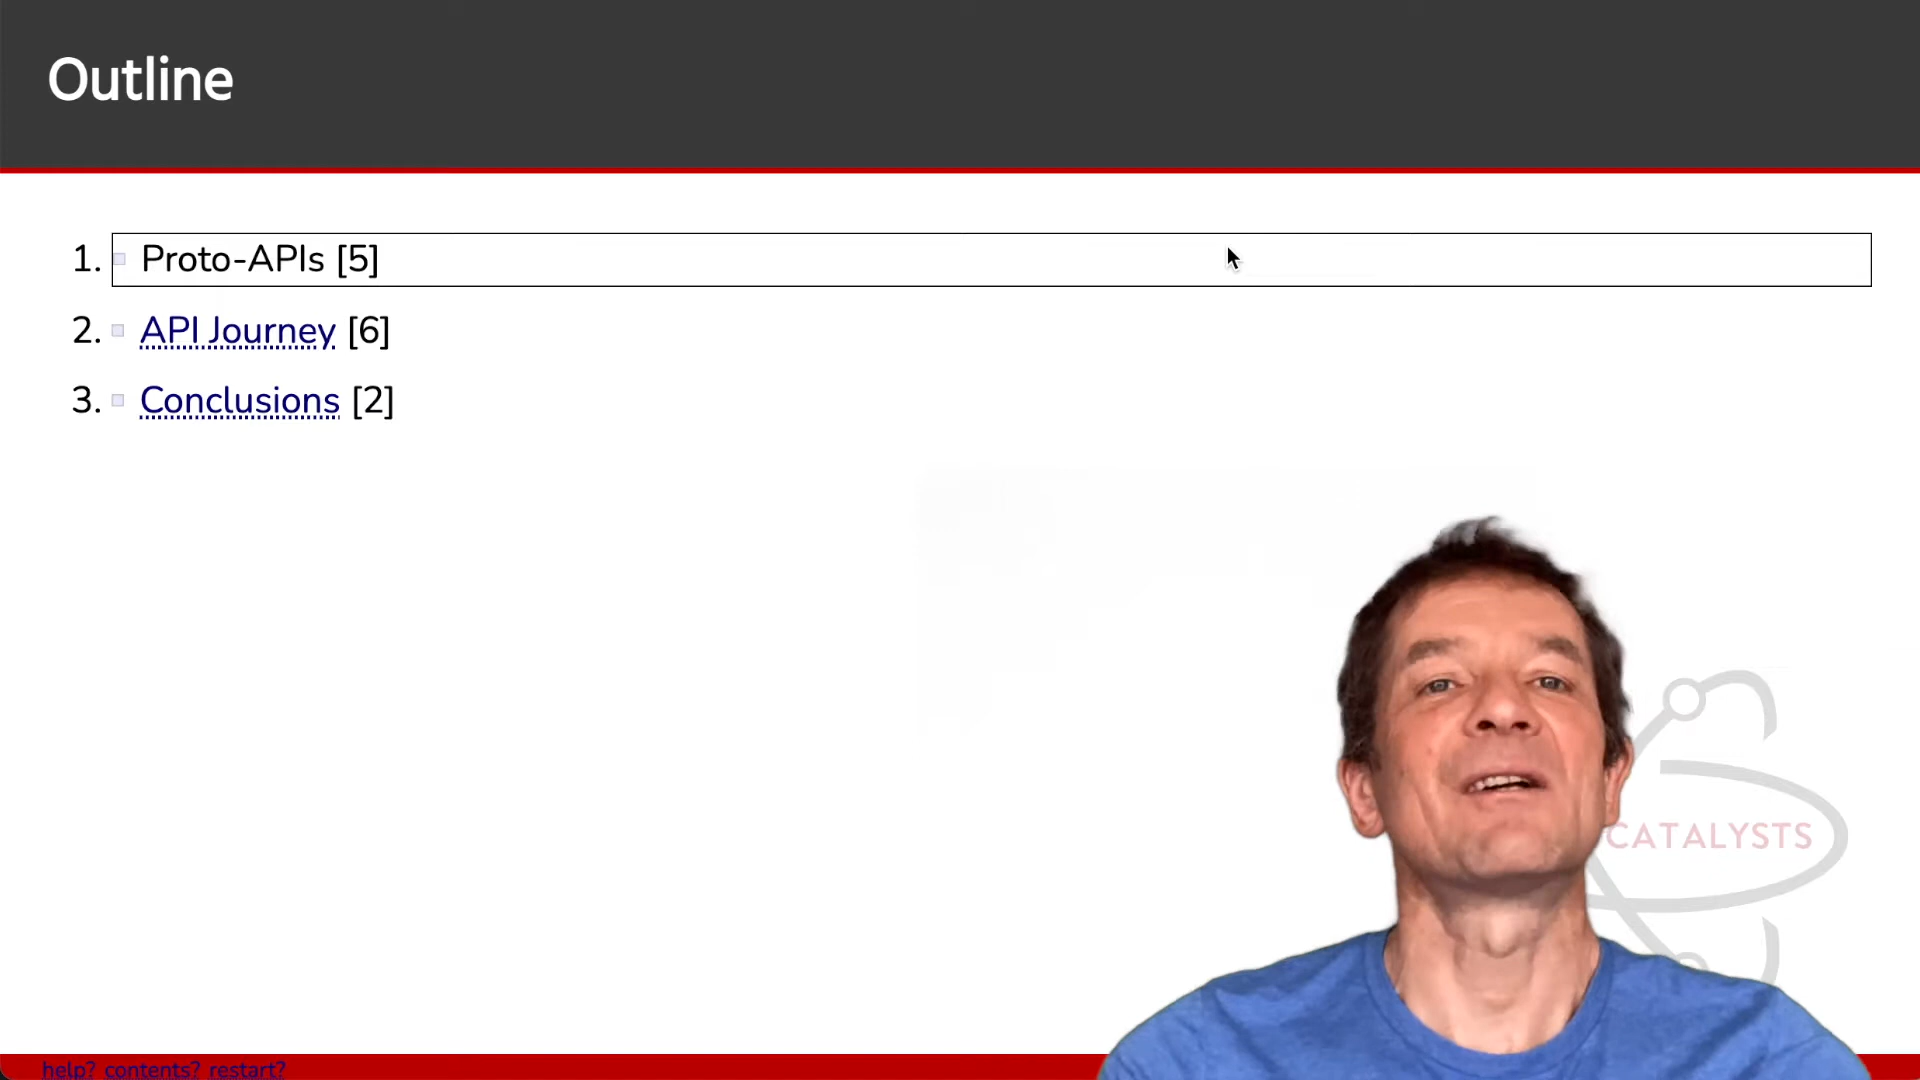 Outline
1. Proto-APIs [5]
2. API Journey [6]
3. Conclusions [2]
CATALYSTS
help? contents? restart?